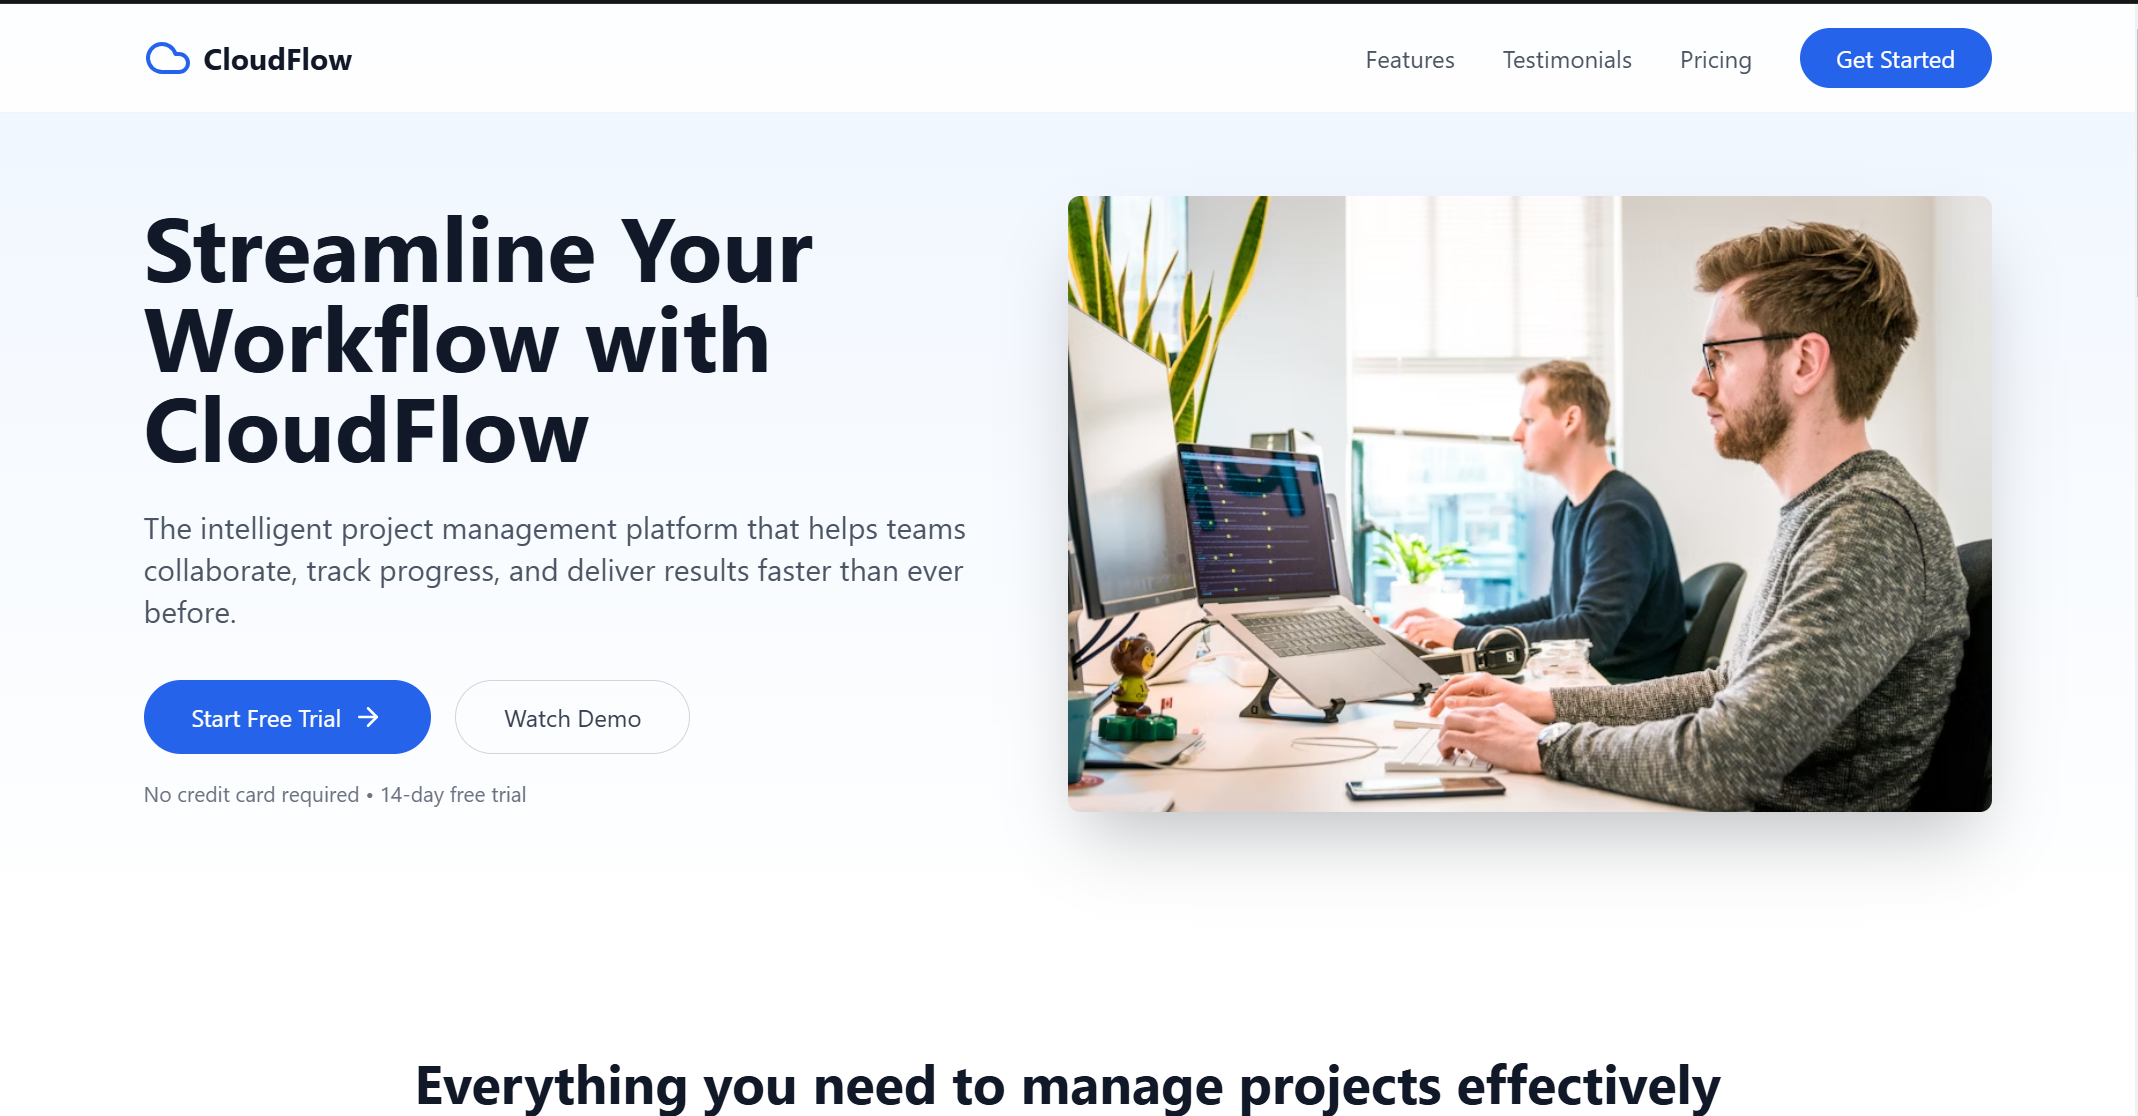 CloudFlow
Features
Testimonials
Pricing
Get Started
Streamline Your
Workflow with
CloudFlow
The intelligent project management platform that helps teams
collaborate, track progress, and deliver results faster than ever
before.
Start Free Trial
Watch Demo
No credit card required • 14-day free trial
Everything you need to manage projects effectively